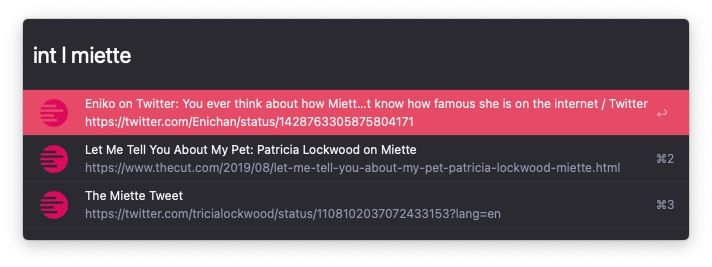 int l miette
Eniko on Twitter: You ever think about how Miett...t know how famous she is on the internet / Twitter
https://twitter.com/Enichan/status/1428763305875804171
↩
Let Me Tell You About My Pet: Patricia Lockwood on Miette
https://www.thecut.com/2019/08/let-me-tell-you-about-my-pet-patricia-lockwood-miette.html
⌘2
The Miette Tweet
https://twitter.com/tricialockwood/status/1108102037072433153?lang=en
⌘3